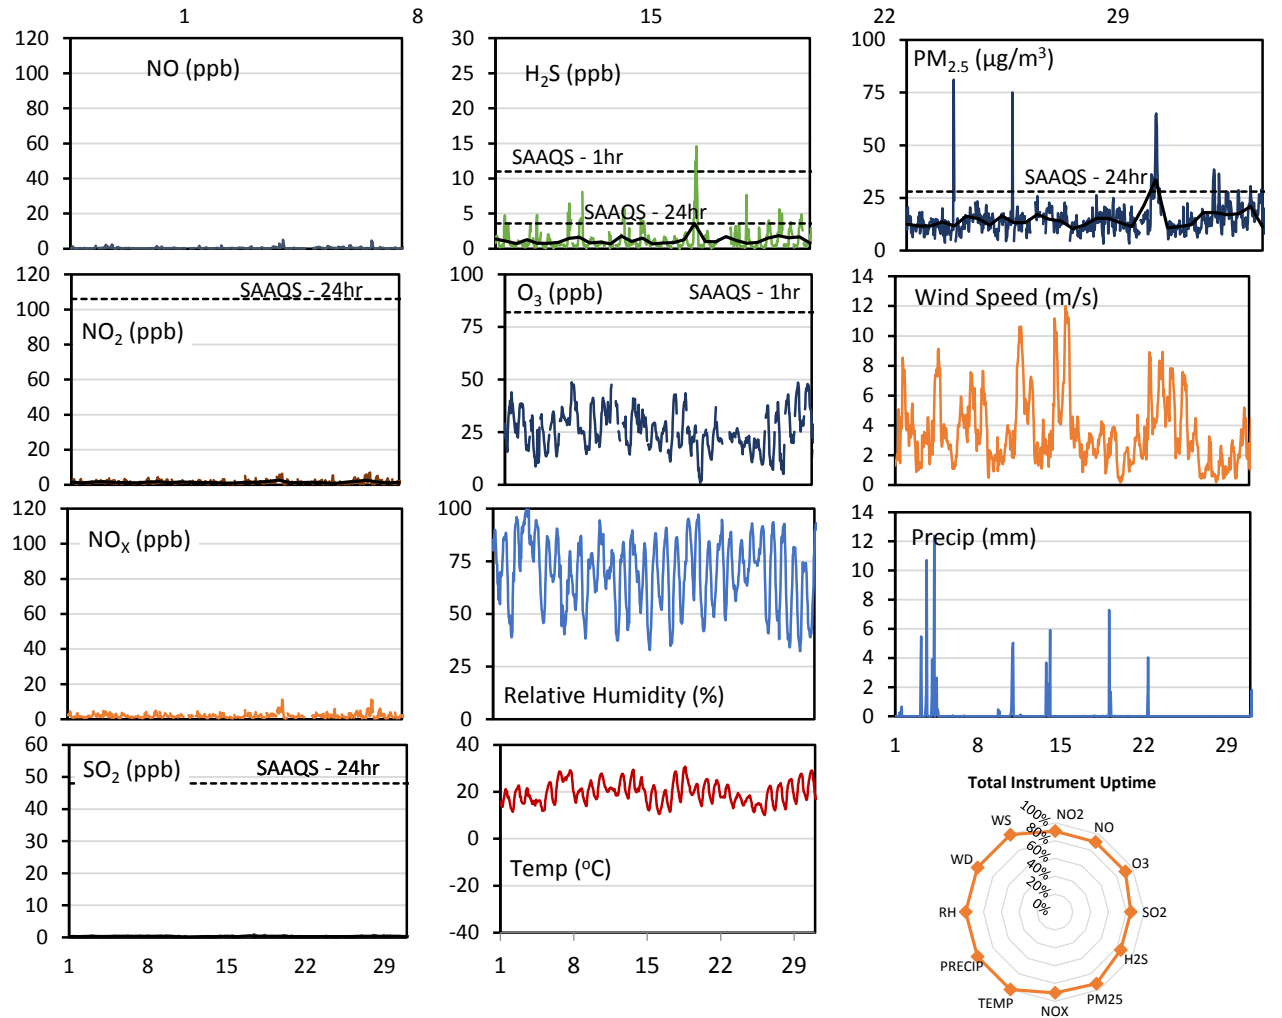 1 8 15 22 29
120
100
80
60
40
20
0
NO (ppb)
30
25
20
15
10
5
0
H₂S (ppb)
SAAQS - 1hr
SAAQS - 24hr
100
75
50
25
0
PM₂.₅ (µg/m³)
SAAQS - 24hr
120
100
80
60
40
20
0
SAAQS - 24hr
NO₂ (ppb)
100
75
50
25
0
O₃ (ppb)
SAAQS - 1hr
14
12
10
8
6
4
2
0
Wind Speed (m/s)
120
100
80
60
40
20
0
NOX (ppb)
100
75
50
25
0
Relative Humidity (%)
14
12
10
8
6
4
2
0
Precip (mm)
1 8 15 22 29
60
50
40
30
20
10
0
SO₂ (ppb)
SAAQS - 24hr
1 8 15 22 29
40
20
0
-20
-40
Temp (ᵒC)
1 8 15 22 29
Total Instrument Uptime
100%
80%
60%
40%
20%
0%
NO2
NO
O3
SO2
H2S
PM25
NOX
TEMP
PRECIP
RH
WD
WS